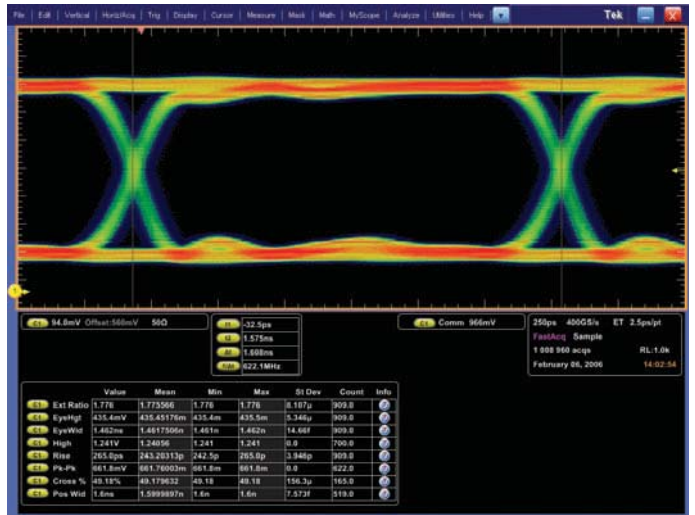 File Edit Vertical Horiz/Acq Trig Display Cursor Measure Mask Math MyScope Analyze Utilities Help Tek
C1 94.8mV Offset:560mV 50Ω
t1 -32.5ps
t2 1.575ns
Δt 1.608ns
1/Δt 622.1MHz
C1 Comm 966mV
250ps 400GS/s ET 2.5ps/pt
FastAcq Sample
1 008 960 acqs RL:1.0k
February 06, 2006 14:02:54
Value Mean Min Max St Dev Count Info
C1 Ext Ratio 1.776 1.773566 1.776 1.776 8.107µ 909.0
C1 EyeHgt 435.4mV 435.45176m 435.4m 435.5m 5.346µ 909.0
C1 EyeWid 1.462ns 1.4617506n 1.461n 1.462n 14.66f 909.0
C1 High 1.241V 1.24056 1.241 1.241 0.0 700.0
C1 Rise 265.0ps 243.20313p 242.5p 265.0p 3.948p 909.0
C1 Pk-Pk 661.8mV 661.76003m 661.8m 661.8m 0.0 622.0
C1 Cross % 49.18% 49.179632 49.18 49.18 156.3µ 165.0
C1 Pos Wid 1.6ns 1.5999897n 1.6n 1.6n 7.573f 519.0